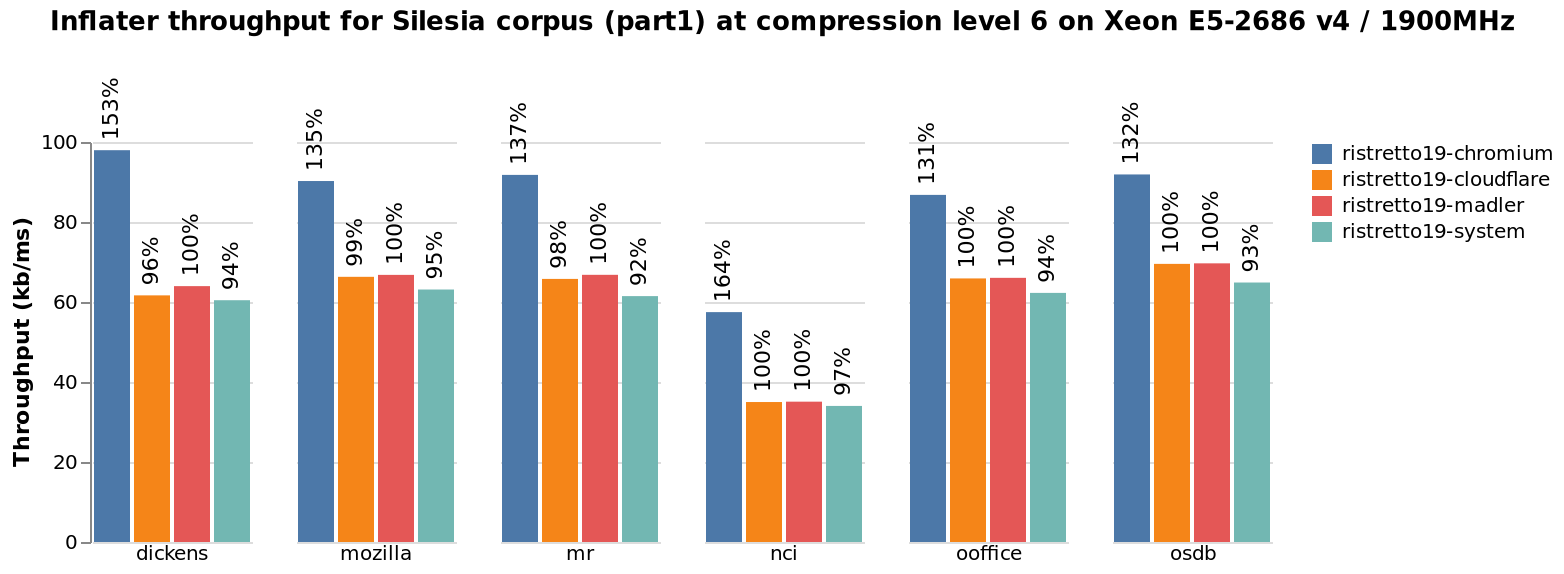 Inflater throughput for Silesia corpus (part1) at compression level 6 on Xeon E5-2686 v4 / 1900MHz
Throughput (kb/ms)
100
80
60
40
20
0
153%
96%
100%
94%
dickens
135%
99%
100%
95%
mozilla
137%
98%
100%
92%
mr
164%
100%
100%
97%
nci
131%
100%
100%
94%
ooffice
132%
100%
100%
93%
osdb
ristretto19-chromium
ristretto19-cloudflare
ristretto19-madler
ristretto19-system